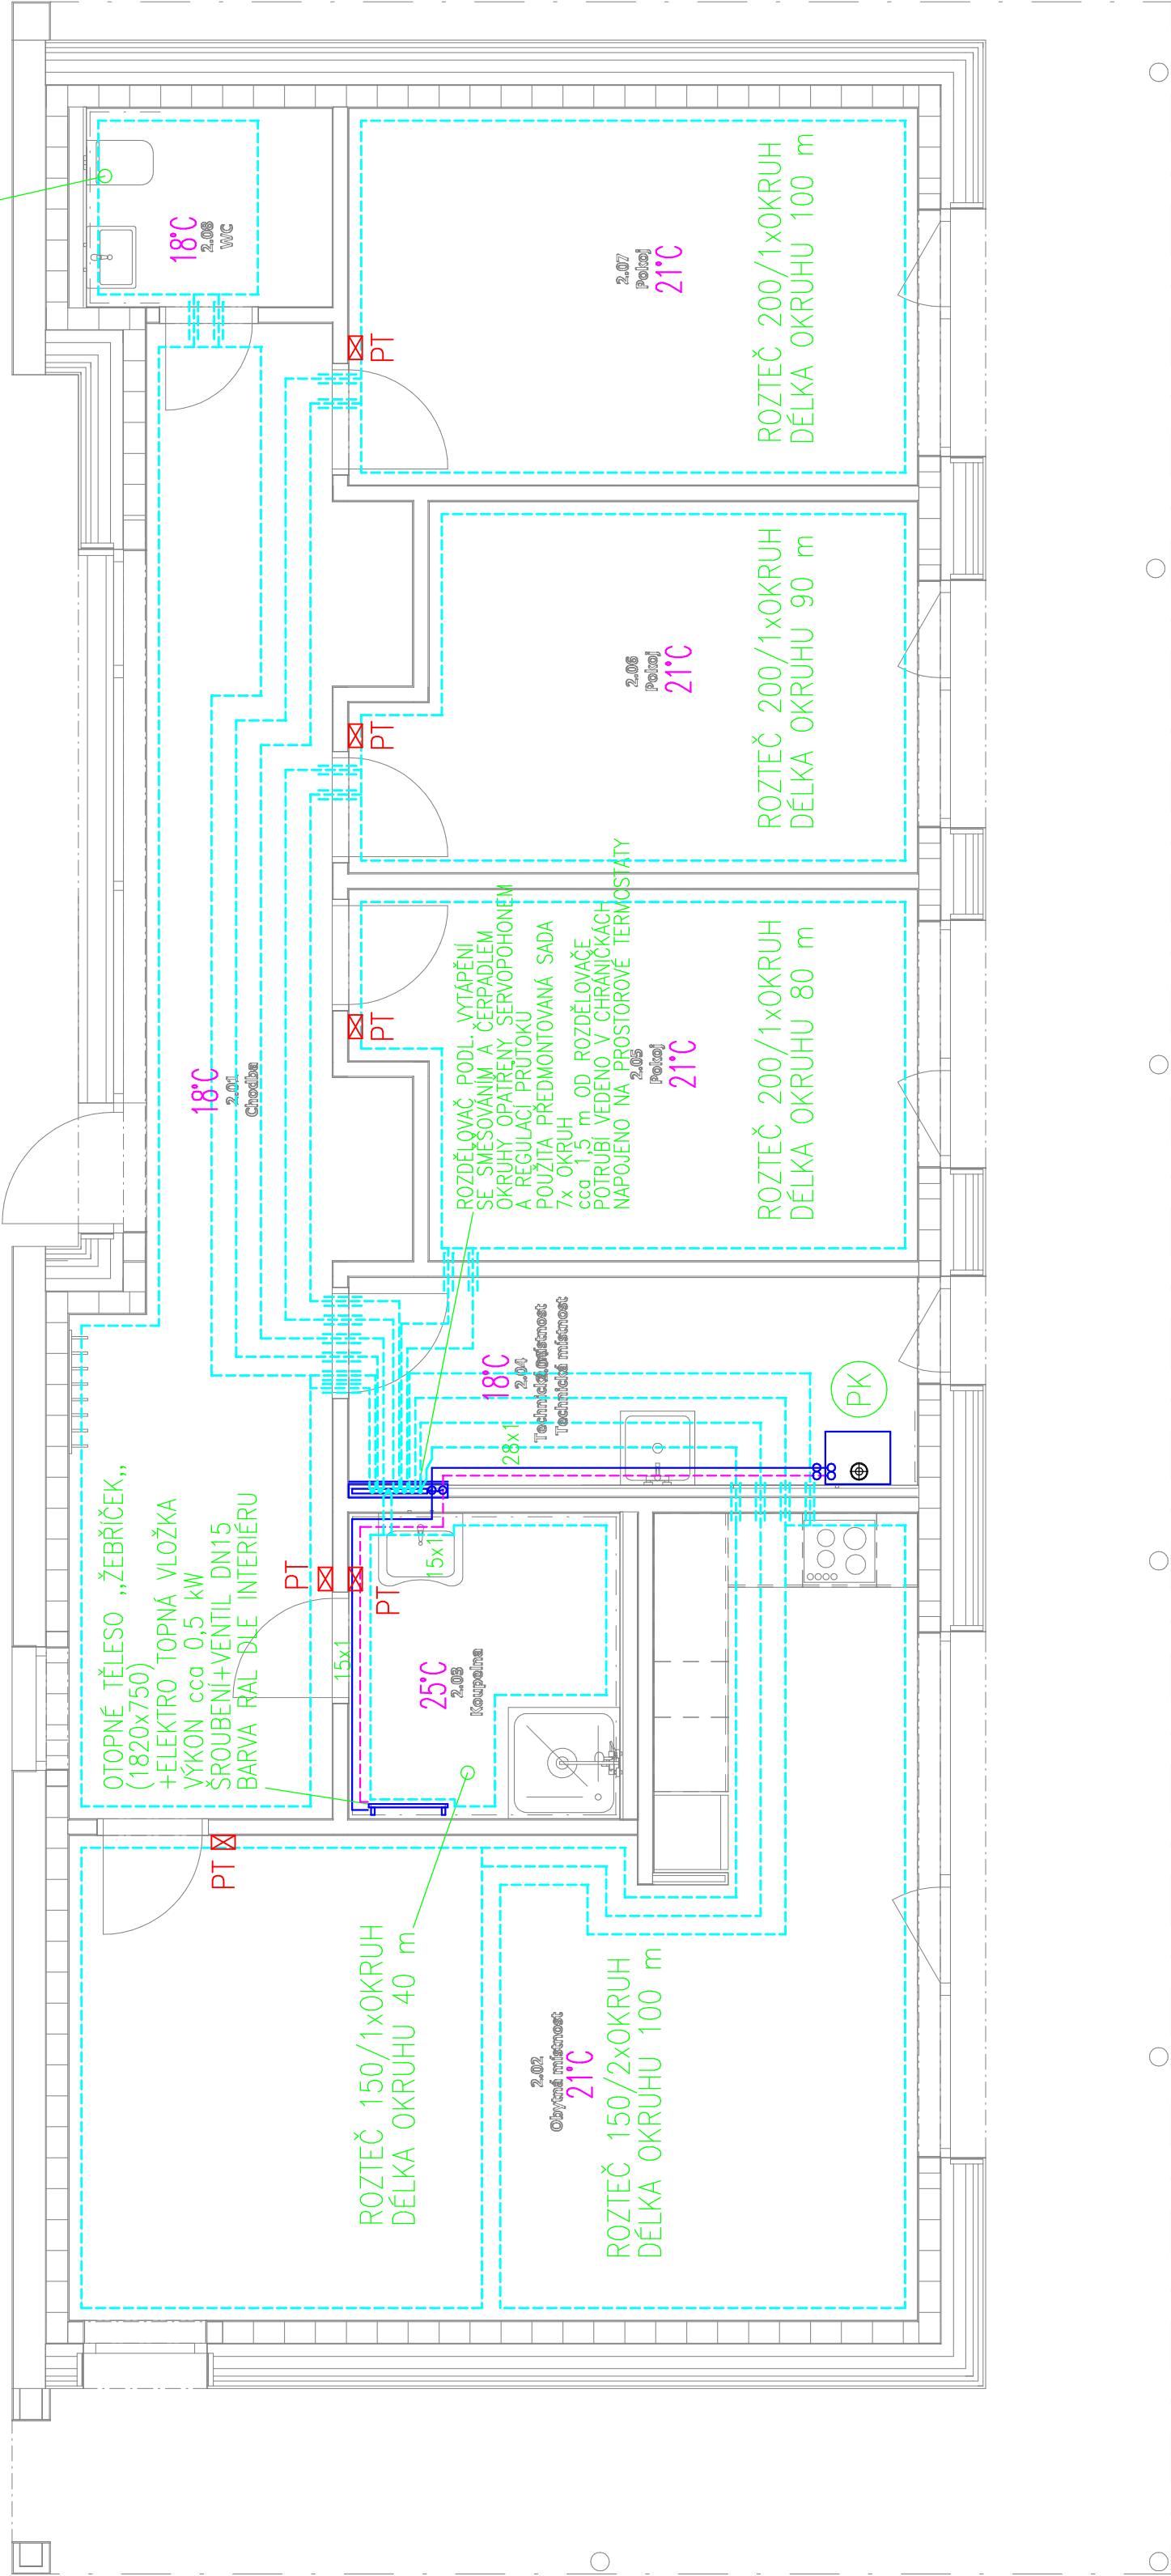 18°C
2.08
WC
2.07
Pokoj
21°C
ROZTEČ 200/1xOKRUH
DÉLKA OKRUHU 100 m
PT
2.06
Pokoj
21°C
ROZTEČ 200/1xOKRUH
DÉLKA OKRUHU 90 m
PT
2.05
Pokoj
21°C
ROZTEČ 200/1xOKRUH
DÉLKA OKRUHU 80 m
PT
18°C
2.01
Chodba
ROZDĚLOVAČ PODL. VYTÁPĚNÍ
SE SMĚŠOVÁNÍM A ČERPADLEM
OKRUHY OPATŘENY SERVOPOHONEM
A REGULACÍ PRŮTOKU
POUŽITA PŘEDMONTOVANÁ SADA
7x OKRUH
cca 1,5 m OD ROZDĚLOVAČE
POTRUBÍ VEDENO V CHRÁNIČKÁCH
NAPOJENO NA PROSTOROVÉ TERMOSTATY
18°C
2.04
Technická místnost
Technická místnost
28x1
PK
OTOPNÉ TĚLESO ,,ŽEBŘÍČEK,,
(1820x750)
+ELEKTRO TOPNÁ VLOŽKA
VÝKON cca 0,5 kW
ŠROUBENÍ+VENTIL DN15
BARVA RAL DLE INTERIÉRU
PT
PT
15x1
15x1
25°C
2.03
Koupelna
PT
ROZTEČ 150/1xOKRUH
DÉLKA OKRUHU 40 m
2.02
Obytná místnost
21°C
ROZTEČ 150/2xOKRUH
DÉLKA OKRUHU 100 m